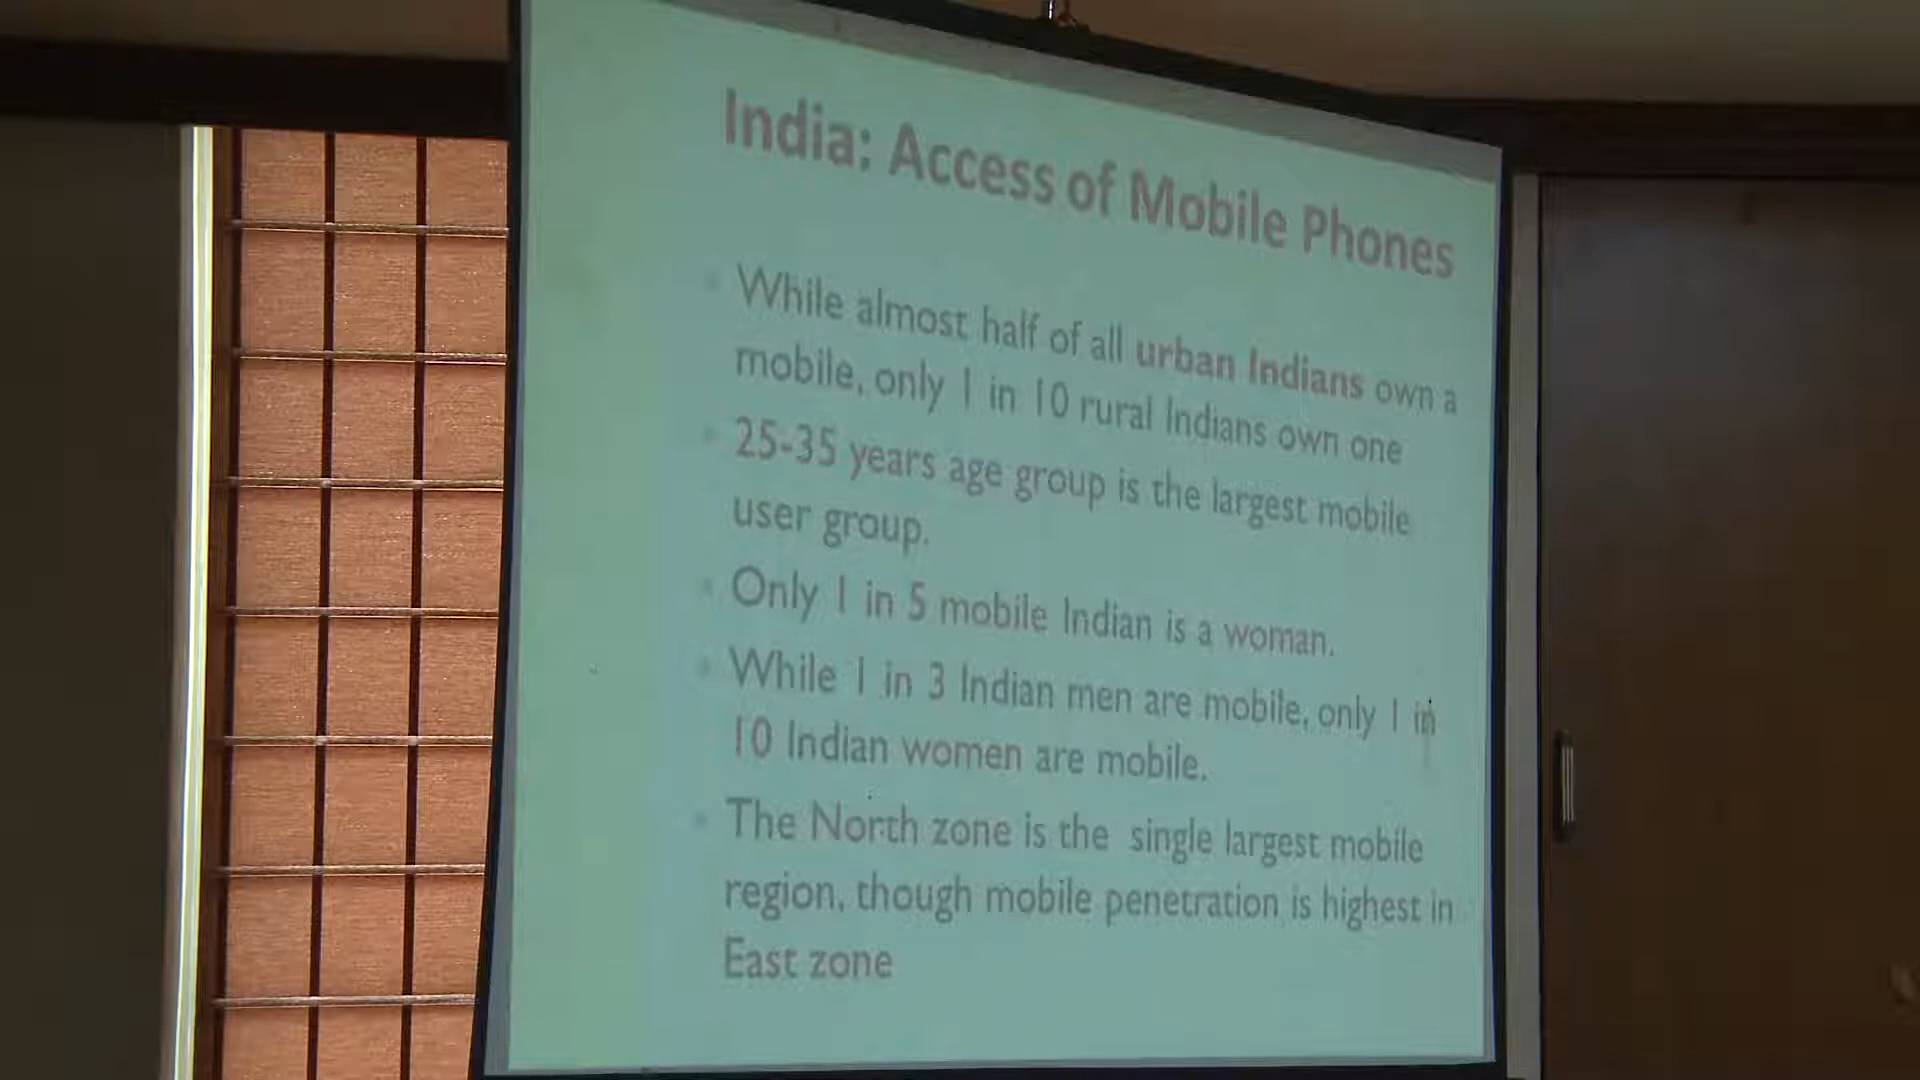 India: Access of Mobile Phones
While almost half of all urban Indians own a
mobile, only 1 in 10 rural Indians own one
25-35 years age group is the largest mobile
user group.
Only 1 in 5 mobile Indian is a woman.
While 1 in 3 Indian men are mobile, only 1 in
10 Indian women are mobile.
The North zone is the single largest mobile
region, though mobile penetration is highest in
East zone